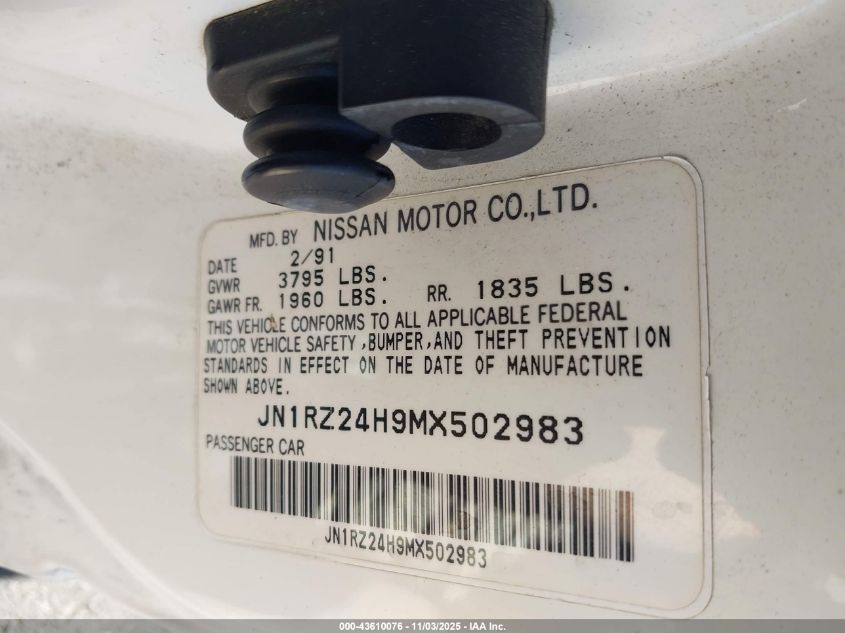 MFD. BY NISSAN MOTOR CO.,LTD.
DATE 2/91
GVWR 3795 LBS.
GAWR FR. 1960 LBS. RR. 1835 LBS.
THIS VEHICLE CONFORMS TO ALL APPLICABLE FEDERAL
MOTOR VEHICLE SAFETY ,BUMPER,AND THEFT PREVENTION
STANDARDS IN EFFECT ON THE DATE OF MANUFACTURE
SHOWN ABOVE.
JN1RZ24H9MX502983
PASSENGER CAR
JN1RZ24H9MX502983
000-43610076 - 11/03/2025 - IAA Inc.